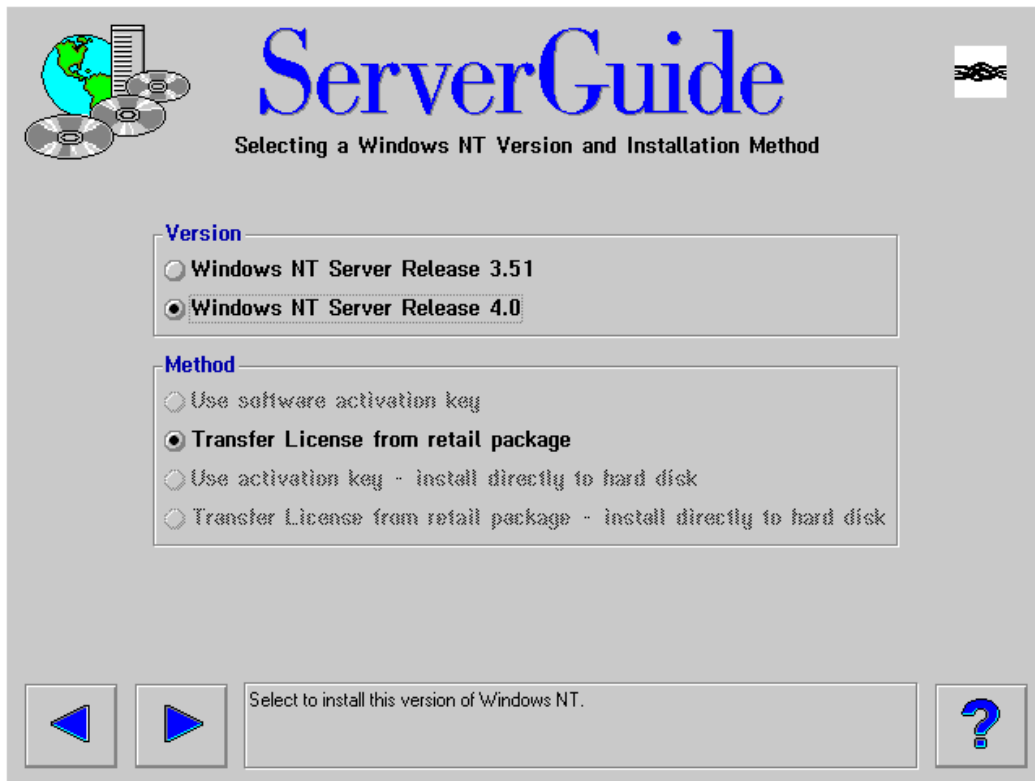 ServerGuide
Selecting a Windows NT Version and Installation Method
Version
Windows NT Server Release 3.51
Windows NT Server Release 4.0
Method
Use software activation key
Transfer License from retail package
Use activation key - install directly to hard disk
Transfer License from retail package - install directly to hard disk
Select to install this version of Windows NT.
?